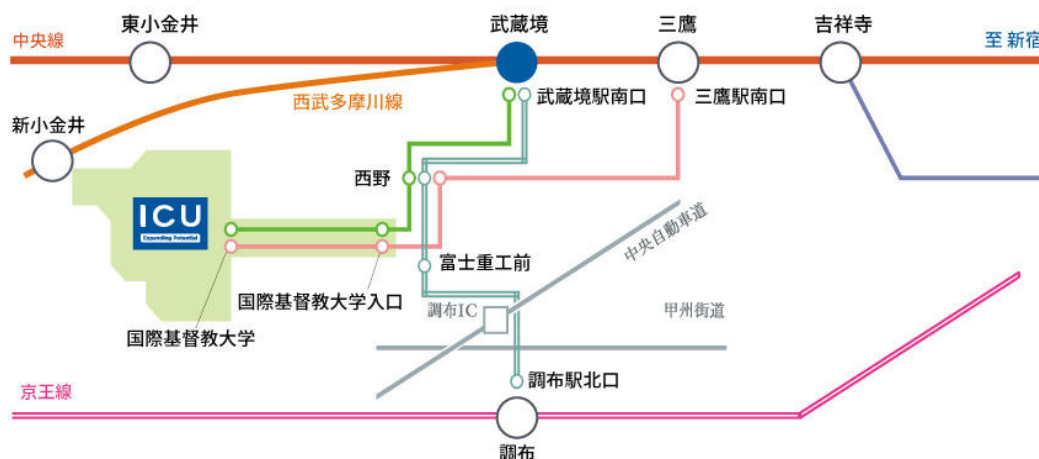 東小金井
武蔵境
三鷹
吉祥寺
中央線
至 新宿
西武多摩川線
武蔵境駅南口
三鷹駅南口
新小金井
西野
ICU
Expanding Potential
中央自動車道
富士重工前
国際基督教大学入口
調布IC
甲州街道
国際基督教大学
調布駅北口
京王線
調布